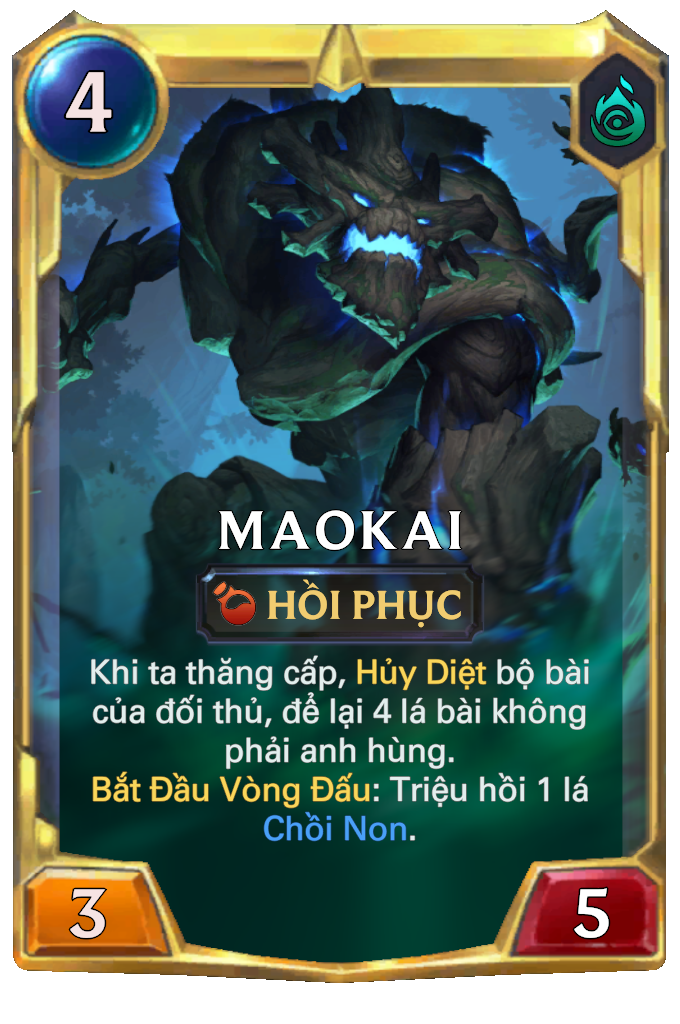 4
MAOKAI
HỒI PHỤC
Khi ta thăng cấp, Hủy Diệt bộ bài
của đối thủ, để lại 4 lá bài không
phải anh hùng.
Bắt Đầu Vòng Đấu: Triệu hồi 1 lá
Chồi Non.
3
5